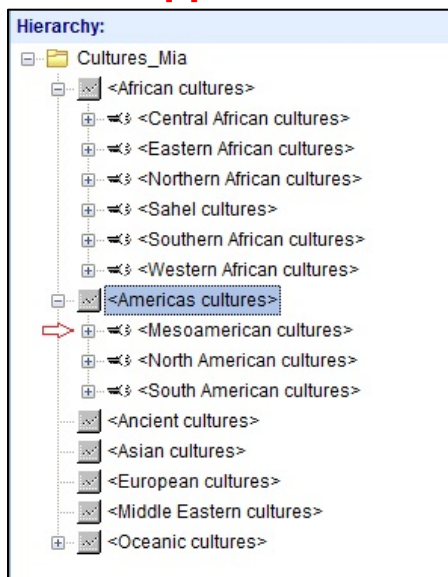 Hierarchy:
Cultures_Mia
<African cultures>
<Central African cultures>
<Eastern African cultures>
<Northern African cultures>
<Sahel cultures>
<Southern African cultures>
<Western African cultures>
<Americas cultures>
<Mesoamerican cultures>
<North American cultures>
<South American cultures>
<Ancient cultures>
<Asian cultures>
<European cultures>
<Middle Eastern cultures>
<Oceanic cultures>